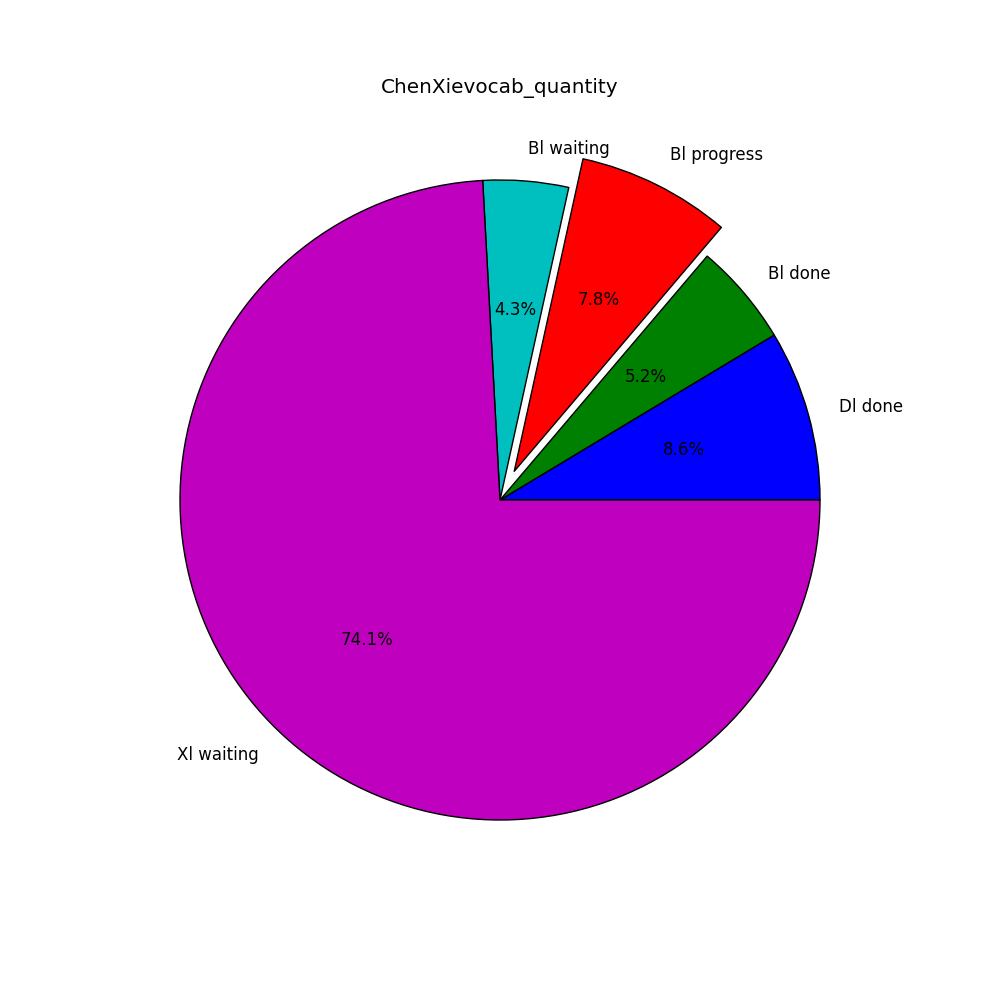 ChenXievocab_quantity
Bl waiting
Bl progress
Bl done
Dl done
Xl waiting
4.3%
7.8%
5.2%
8.6%
74.1%